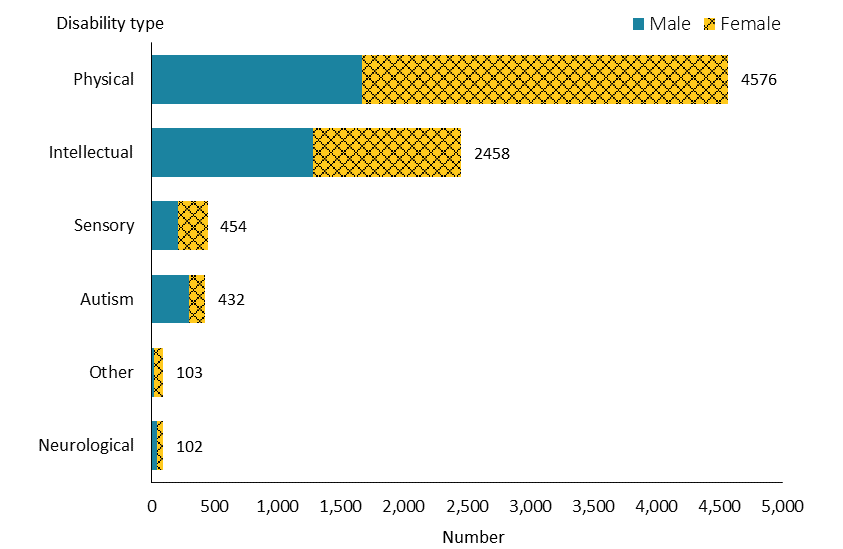 Disability type
Male Female
Physical 4576
Intellectual 2458
Sensory 454
Autism 432
Other 103
Neurological 102
0 500 1,000 1,500 2,000 2,500 3,000 3,500 4,000 4,500 5,000
Number